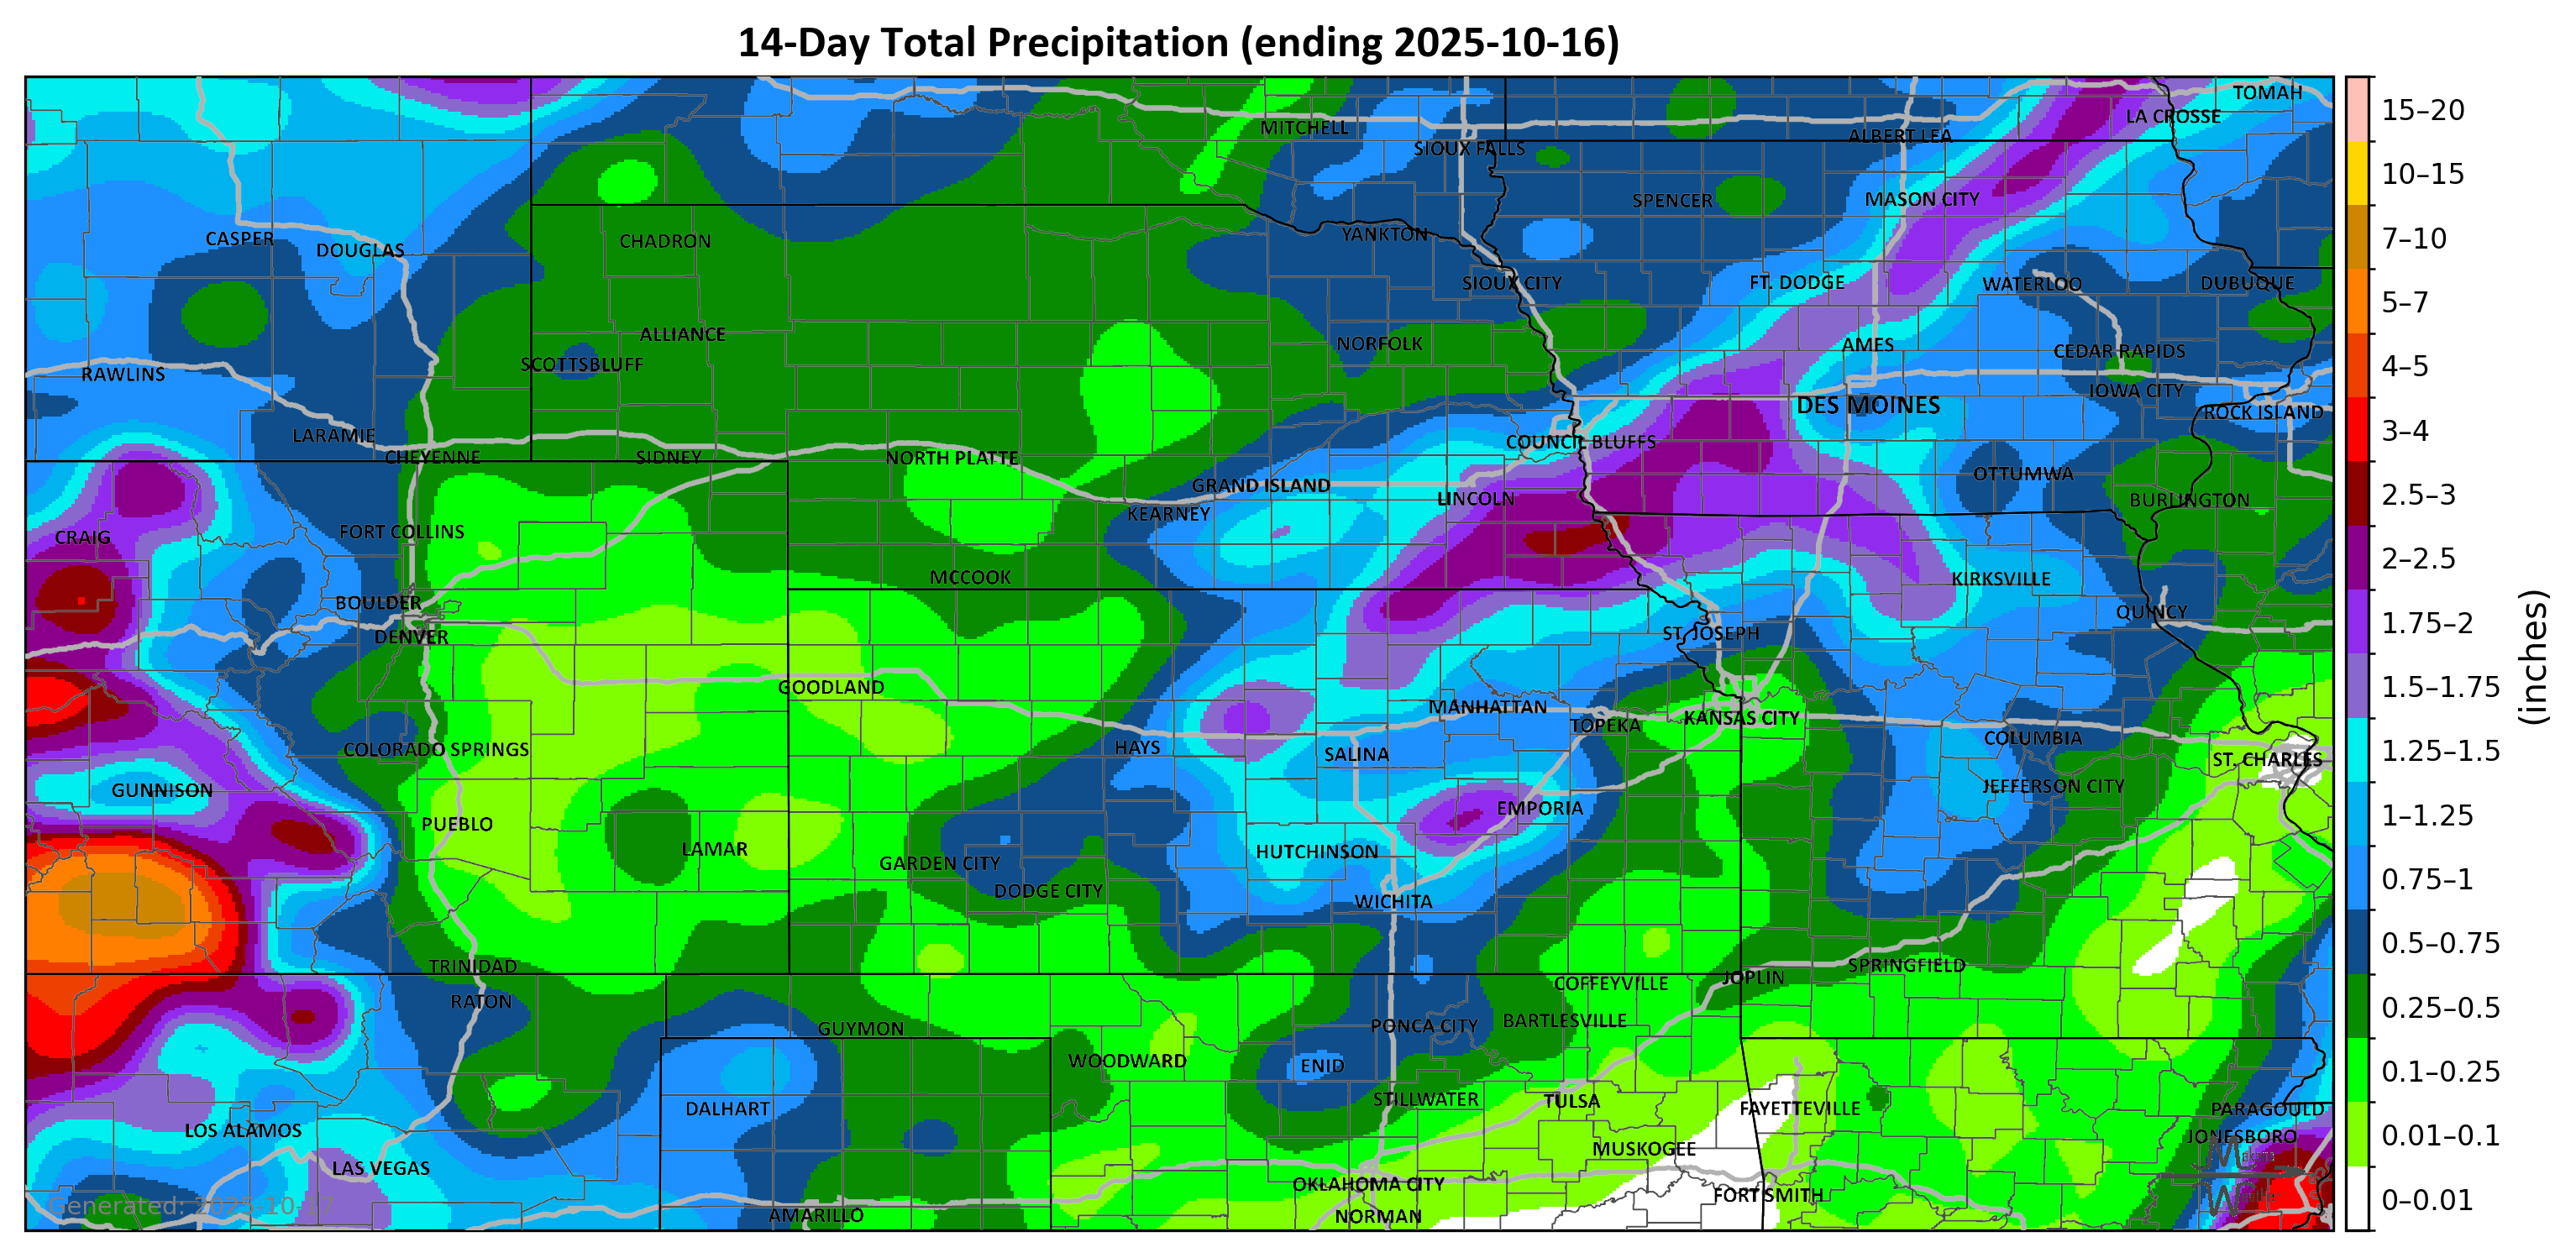 14-Day Total Precipitation (ending 2025-10-16)
TOMAH
LA CROSSE
MITCHELL
ALBERT LEA
SIOUX FALLS
SPENCER
MASON CITY
YANKTON
CASPER
CHADRON
DOUGLAS
SIOUX CITY
FT. DODGE
WATERLOO
DUBUQUE
ALLIANCE
NORFOLK
AMES
CEDAR RAPIDS
SCOTTSBLUFF
RAWLINS
IOWA CITY
DES MOINES
ROCK ISLAND
LARAMIE
COUNCIL BLUFFS
CHEYENNE
SIDNEY
NORTH PLATTE
OTTUMWA
GRAND ISLAND
LINCOLN
BURLINGTON
KEARNEY
FORT COLLINS
CRAIG
MCCOOK
KIRKSVILLE
BOULDER
QUINCY
DENVER
ST. JOSEPH
GOODLAND
MANHATTAN
KANSAS CITY
TOPEKA
COLUMBIA
COLORADO SPRINGS
HAYS
SALINA
ST. CHARLES
GUNNISON
JEFFERSON CITY
EMPORIA
PUEBLO
LAMAR
HUTCHINSON
GARDEN CITY
DODGE CITY
WICHITA
TRINIDAD
SPRINGFIELD
JOPLIN
COFFEYVILLE
RATON
BARTLESVILLE
GUYMON
PONCA CITY
WOODWARD
ENID
STILLWATER
TULSA
DALHART
FAYETTEVILLE
PARAGOULD
LOS ALAMOS
JONESBORO
MUSKOGEE
LAS VEGAS
OKLAHOMA CITY
FORT SMITH
AMARILLO
NORMAN
15–20
10–15
7–10
5–7
4–5
3–4
2.5–3
2–2.5
1.75–2
1.5–1.75
1.25–1.5
1–1.25
0.75–1
0.5–0.75
0.25–0.5
0.1–0.25
0.01–0.1
0–0.01
(inches)
Generated: 2025-10-17